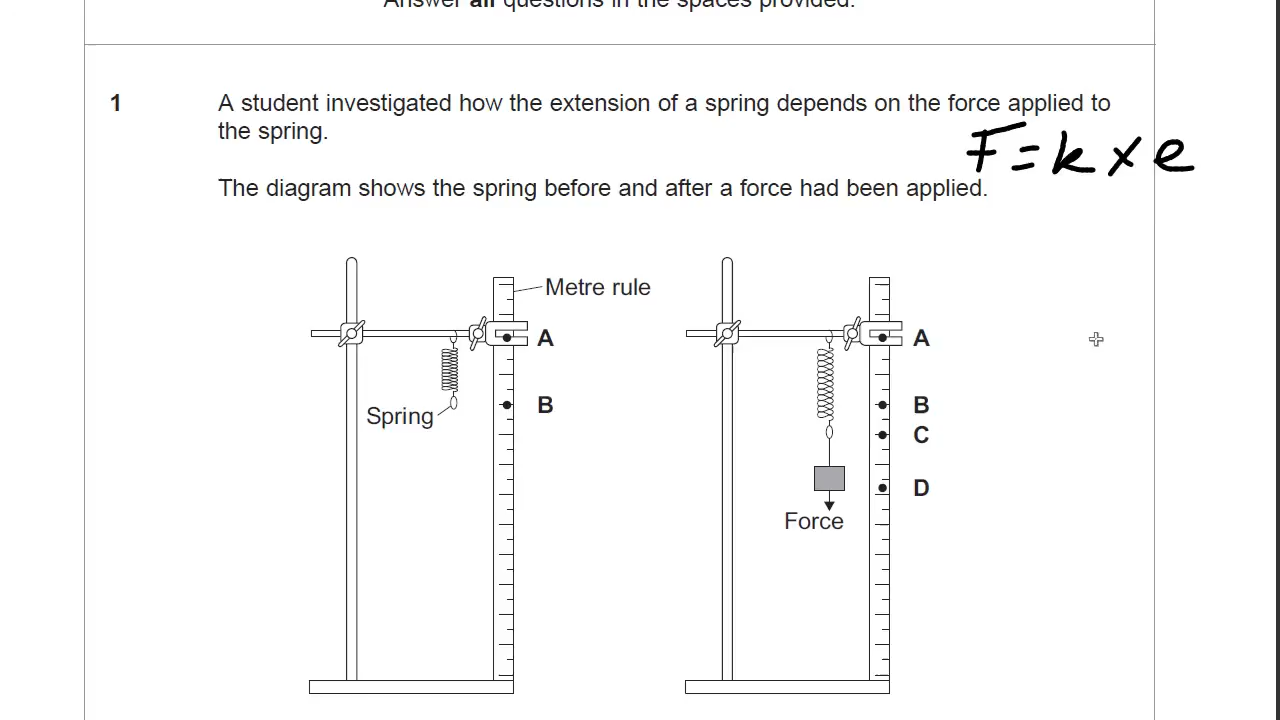 Answer all questions in the spaces provided.
1 A student investigated how the extension of a spring depends on the force applied to
the spring.
F = k × e
The diagram shows the spring before and after a force had been applied.
Metre rule
A
B
Spring
A
B
C
D
Force